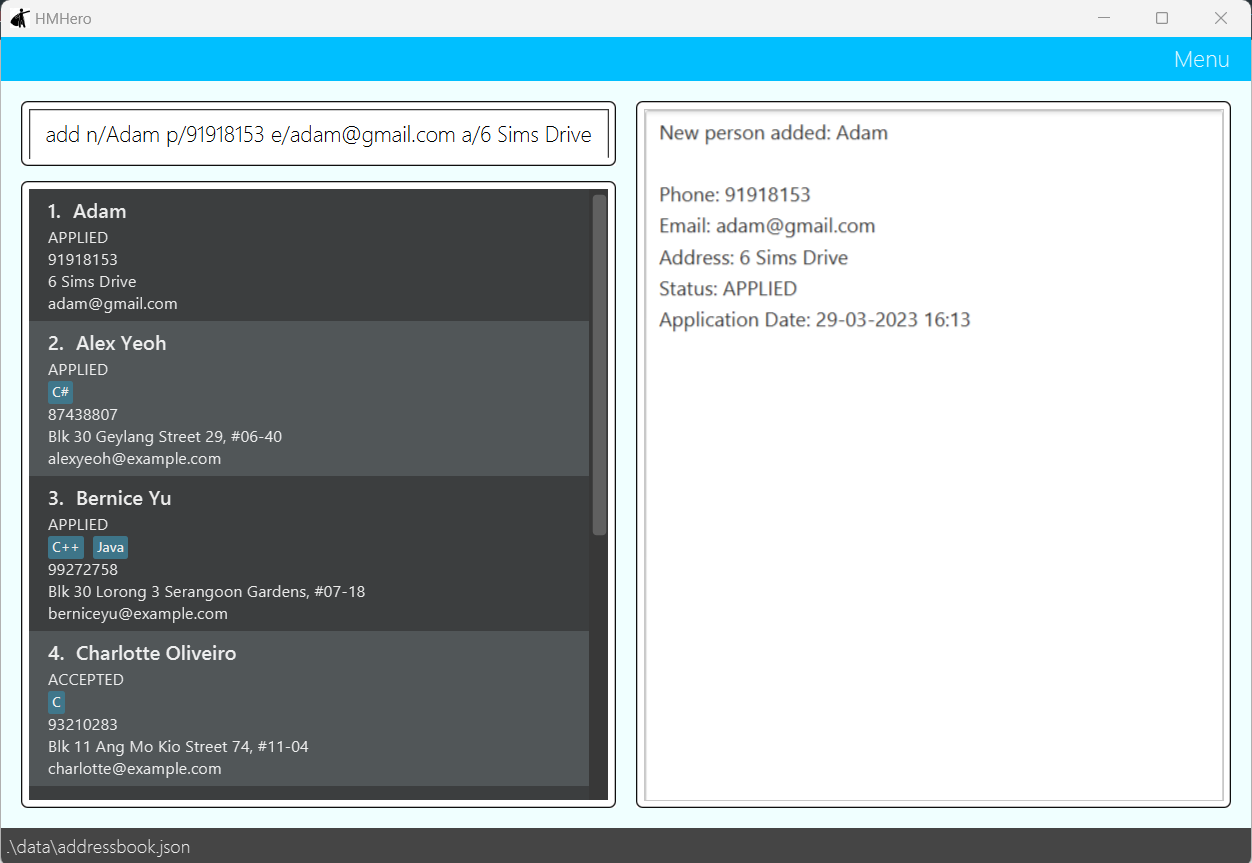 HMHero
Menu
add n/Adam p/91918153 e/adam@gmail.com a/6 Sims Drive
1. Adam
APPLIED
91918153
6 Sims Drive
adam@gmail.com
2. Alex Yeoh
APPLIED
C#
87438807
Blk 30 Geylang Street 29, #06-40
alexyeoh@example.com
3. Bernice Yu
APPLIED
C++ Java
99272758
Blk 30 Lorong 3 Serangoon Gardens, #07-18
berniceyu@example.com
4. Charlotte Oliveiro
ACCEPTED
C
93210283
Blk 11 Ang Mo Kio Street 74, #11-04
charlotte@example.com
New person added: Adam
Phone: 91918153
Email: adam@gmail.com
Address: 6 Sims Drive
Status: APPLIED
Application Date: 29-03-2023 16:13
.\data\addressbook.json